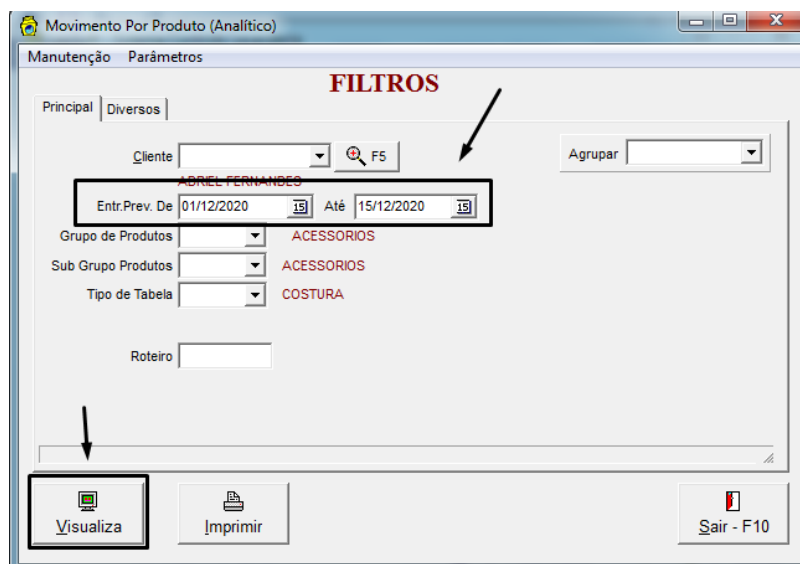 Movimento Por Produto (Analítico)
Manutenção Parâmetros
FILTROS
Principal Diversos
Cliente F5 Agrupar
ABRIEL FERNANDES
Entr.Prev. De 01/12/2020 15 Até 15/12/2020 15
Grupo de Produtos ACESSORIOS
Sub Grupo Produtos ACESSORIOS
Tipo de Tabela COSTURA
Roteiro
Visualiza Imprimir Sair - F10